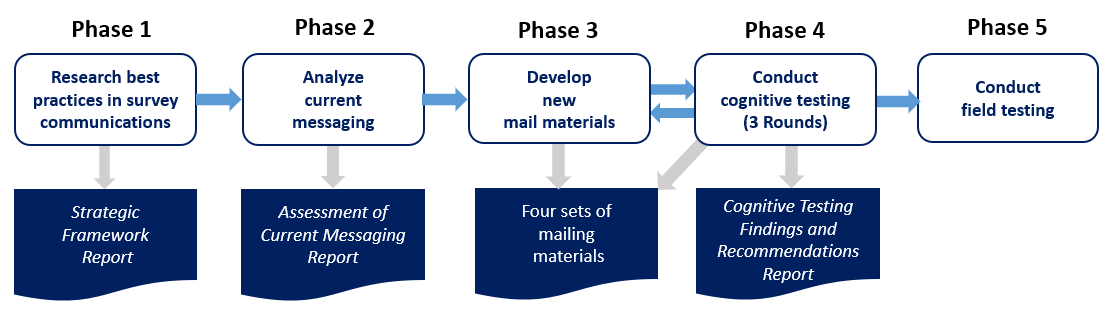 Phase 1
Phase 2
Phase 3
Phase 4
Phase 5
Research best
practices in survey
communications
Analyze
current
messaging
Develop
new
mail materials
Conduct
cognitive testing
(3 Rounds)
Conduct
field testing
Strategic
Framework
Report
Assessment of
Current Messaging
Report
Four sets of
mailing
materials
Cognitive Testing
Findings and
Recommendations
Report